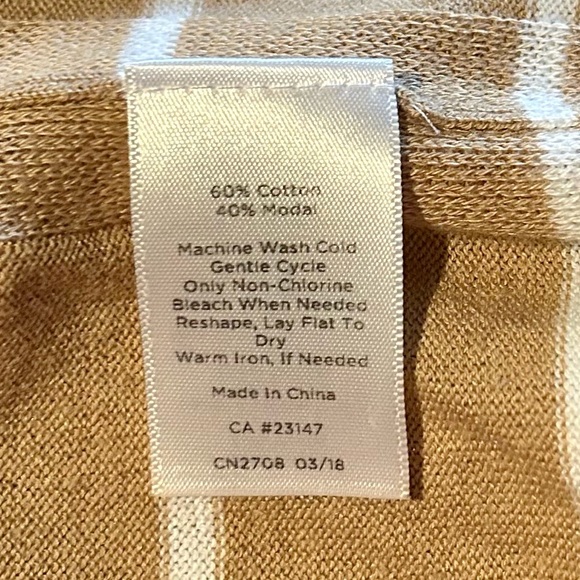 60% Cotton
40% Modal
Machine Wash Cold
Gentle Cycle
Only Non-Chlorine
Bleach When Needed
Reshape, Lay Flat To
Dry
Warm Iron, If Needed
Made In China
CA #23147
CN2708 03/18